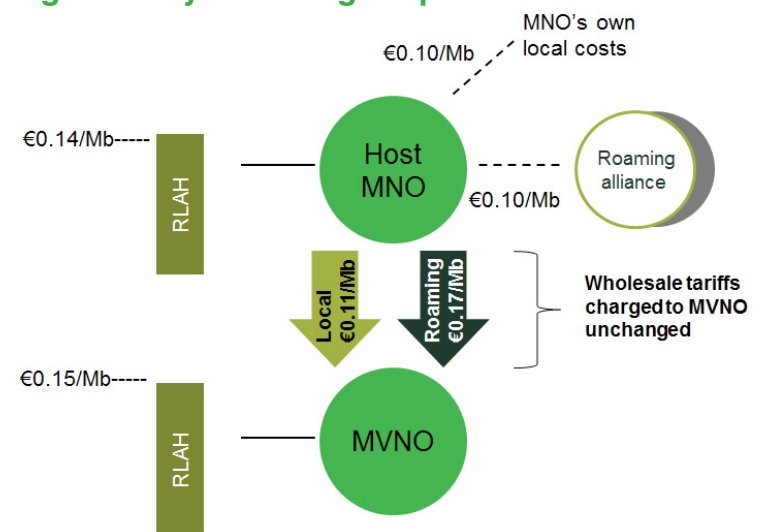 MNO's own
local costs
€0.10/Mb
€0.14/Mb-----
RLAH
Host
MNO
Roaming
alliance
€0.10/Mb
Local
€0.11/Mb
Roaming
€0.17/Mb
Wholesale tariffs
charged to MVNO
unchanged
€0.15/Mb-----
RLAH
MVNO